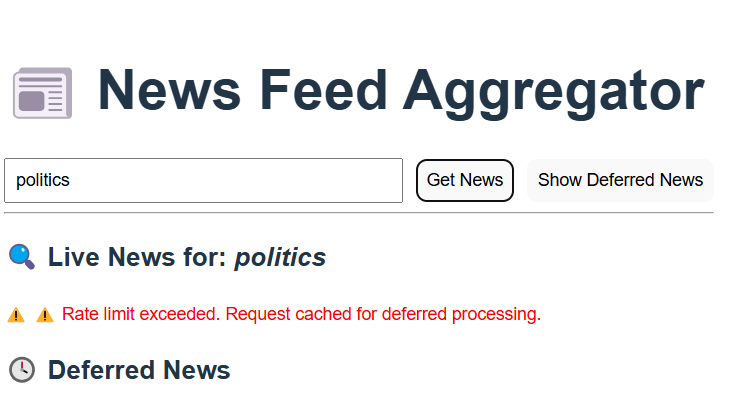 News Feed Aggregator
politics
Get News
Show Deferred News
Live News for: politics
Rate limit exceeded. Request cached for deferred processing.
Deferred News